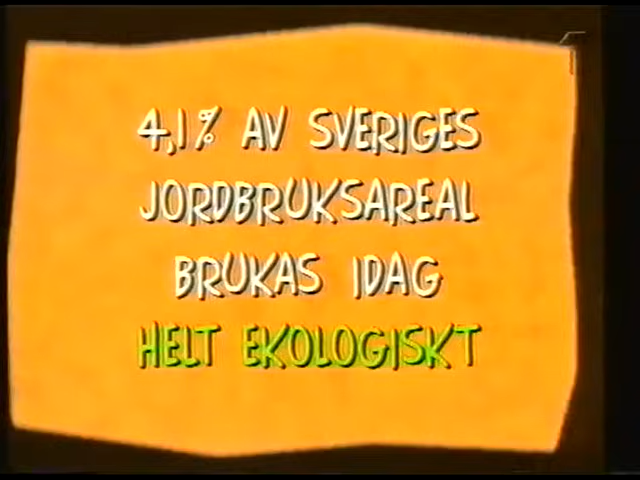 4,1% AV SVERIGES
JORDBRUKSAREAL
BRUKAS IDAG
HELT EKOLOGISKT